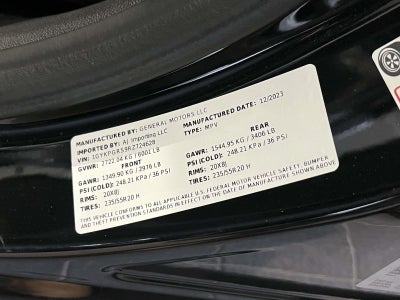 MANUFACTURED BY: GENERAL MOTORS LLC
IMPORTED BY: AJ Importing LLC MANUFACTURED DATE: 12/2023
VIN: 1GYKPGRS9RZ724628 TYPE: MPV
GVWR: 2722.04 KG / 6001 LB
FRONT REAR
GAWR: 1349.90 KG / 2976 LB GAWR: 1544.95 KG / 3406 LB
PSI (COLD): 248.21 KPa / 36 PSI PSI (COLD): 248.21 KPa / 36 PSI
RIMS: 20X8J RIMS: 20X8J
TIRES: 235/55R20 H TIRES: 235/55R20 H
THIS VEHICLE CONFORMS TO ALL APPLICABLE U.S. FEDERAL MOTOR VEHICLE SAFETY, BUMPER
AND THEFT PREVENTION STANDARDS IN EFFECT ON THE DATE OF MANUFACTURE SHOWN ABOVE